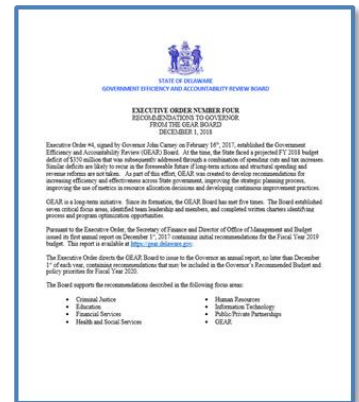 STATE OF DELAWARE
GOVERNMENT EFFICIENCY AND ACCOUNTABILITY REVIEW BOARD
EXECUTIVE ORDER NUMBER FOUR
RECOMMENDATIONS TO GOVERNOR
FROM THE GEAR BOARD
DECEMBER 1, 2018
Executive Order #4, signed by Governor John Carney on February 16th, 2017, established the Government
Efficiency and Accountability Review (GEAR) Board. At the time, the State faced a projected FY 2018 budget
deficit of $350 million that was subsequently addressed through a combination of spending cuts and tax increases.
Similar deficits are likely to recur in the foreseeable future if long-term actions and structural spending and
revenue reforms are not taken. As part of this effort, GEAR was created to develop recommendations for
increasing efficiency and effectiveness across State government, improving the strategic planning process,
improving the use of metrics in resource allocation decisions and developing continuous improvement practices.
GEAR is a long-term initiative. Since its formation, the GEAR Board has met five times. The Board established
seven critical focus areas, identified team leadership and members, and completed written charters identifying
process and program optimization opportunities.
Pursuant to the Executive Order, the Secretary of Finance and Director of Office of Management and Budget
issued its first annual report on December 1st, 2017 containing initial recommendations for the Fiscal Year 2019
budget. This report is available at https://gear.delaware.gov.
The Executive Order directs the GEAR Board to issue to the Governor an annual report, no later than December
1st of each year, containing recommendations that may be included in the Governor's Recommended Budget and
policy priorities for Fiscal Year 2020.
The Board supports the recommendations described in the following focus areas:
• Criminal Justice
• Education
• Financial Services
• Health and Social Services
• Human Resources
• Information Technology
• Public/Private Partnerships
• GEAR